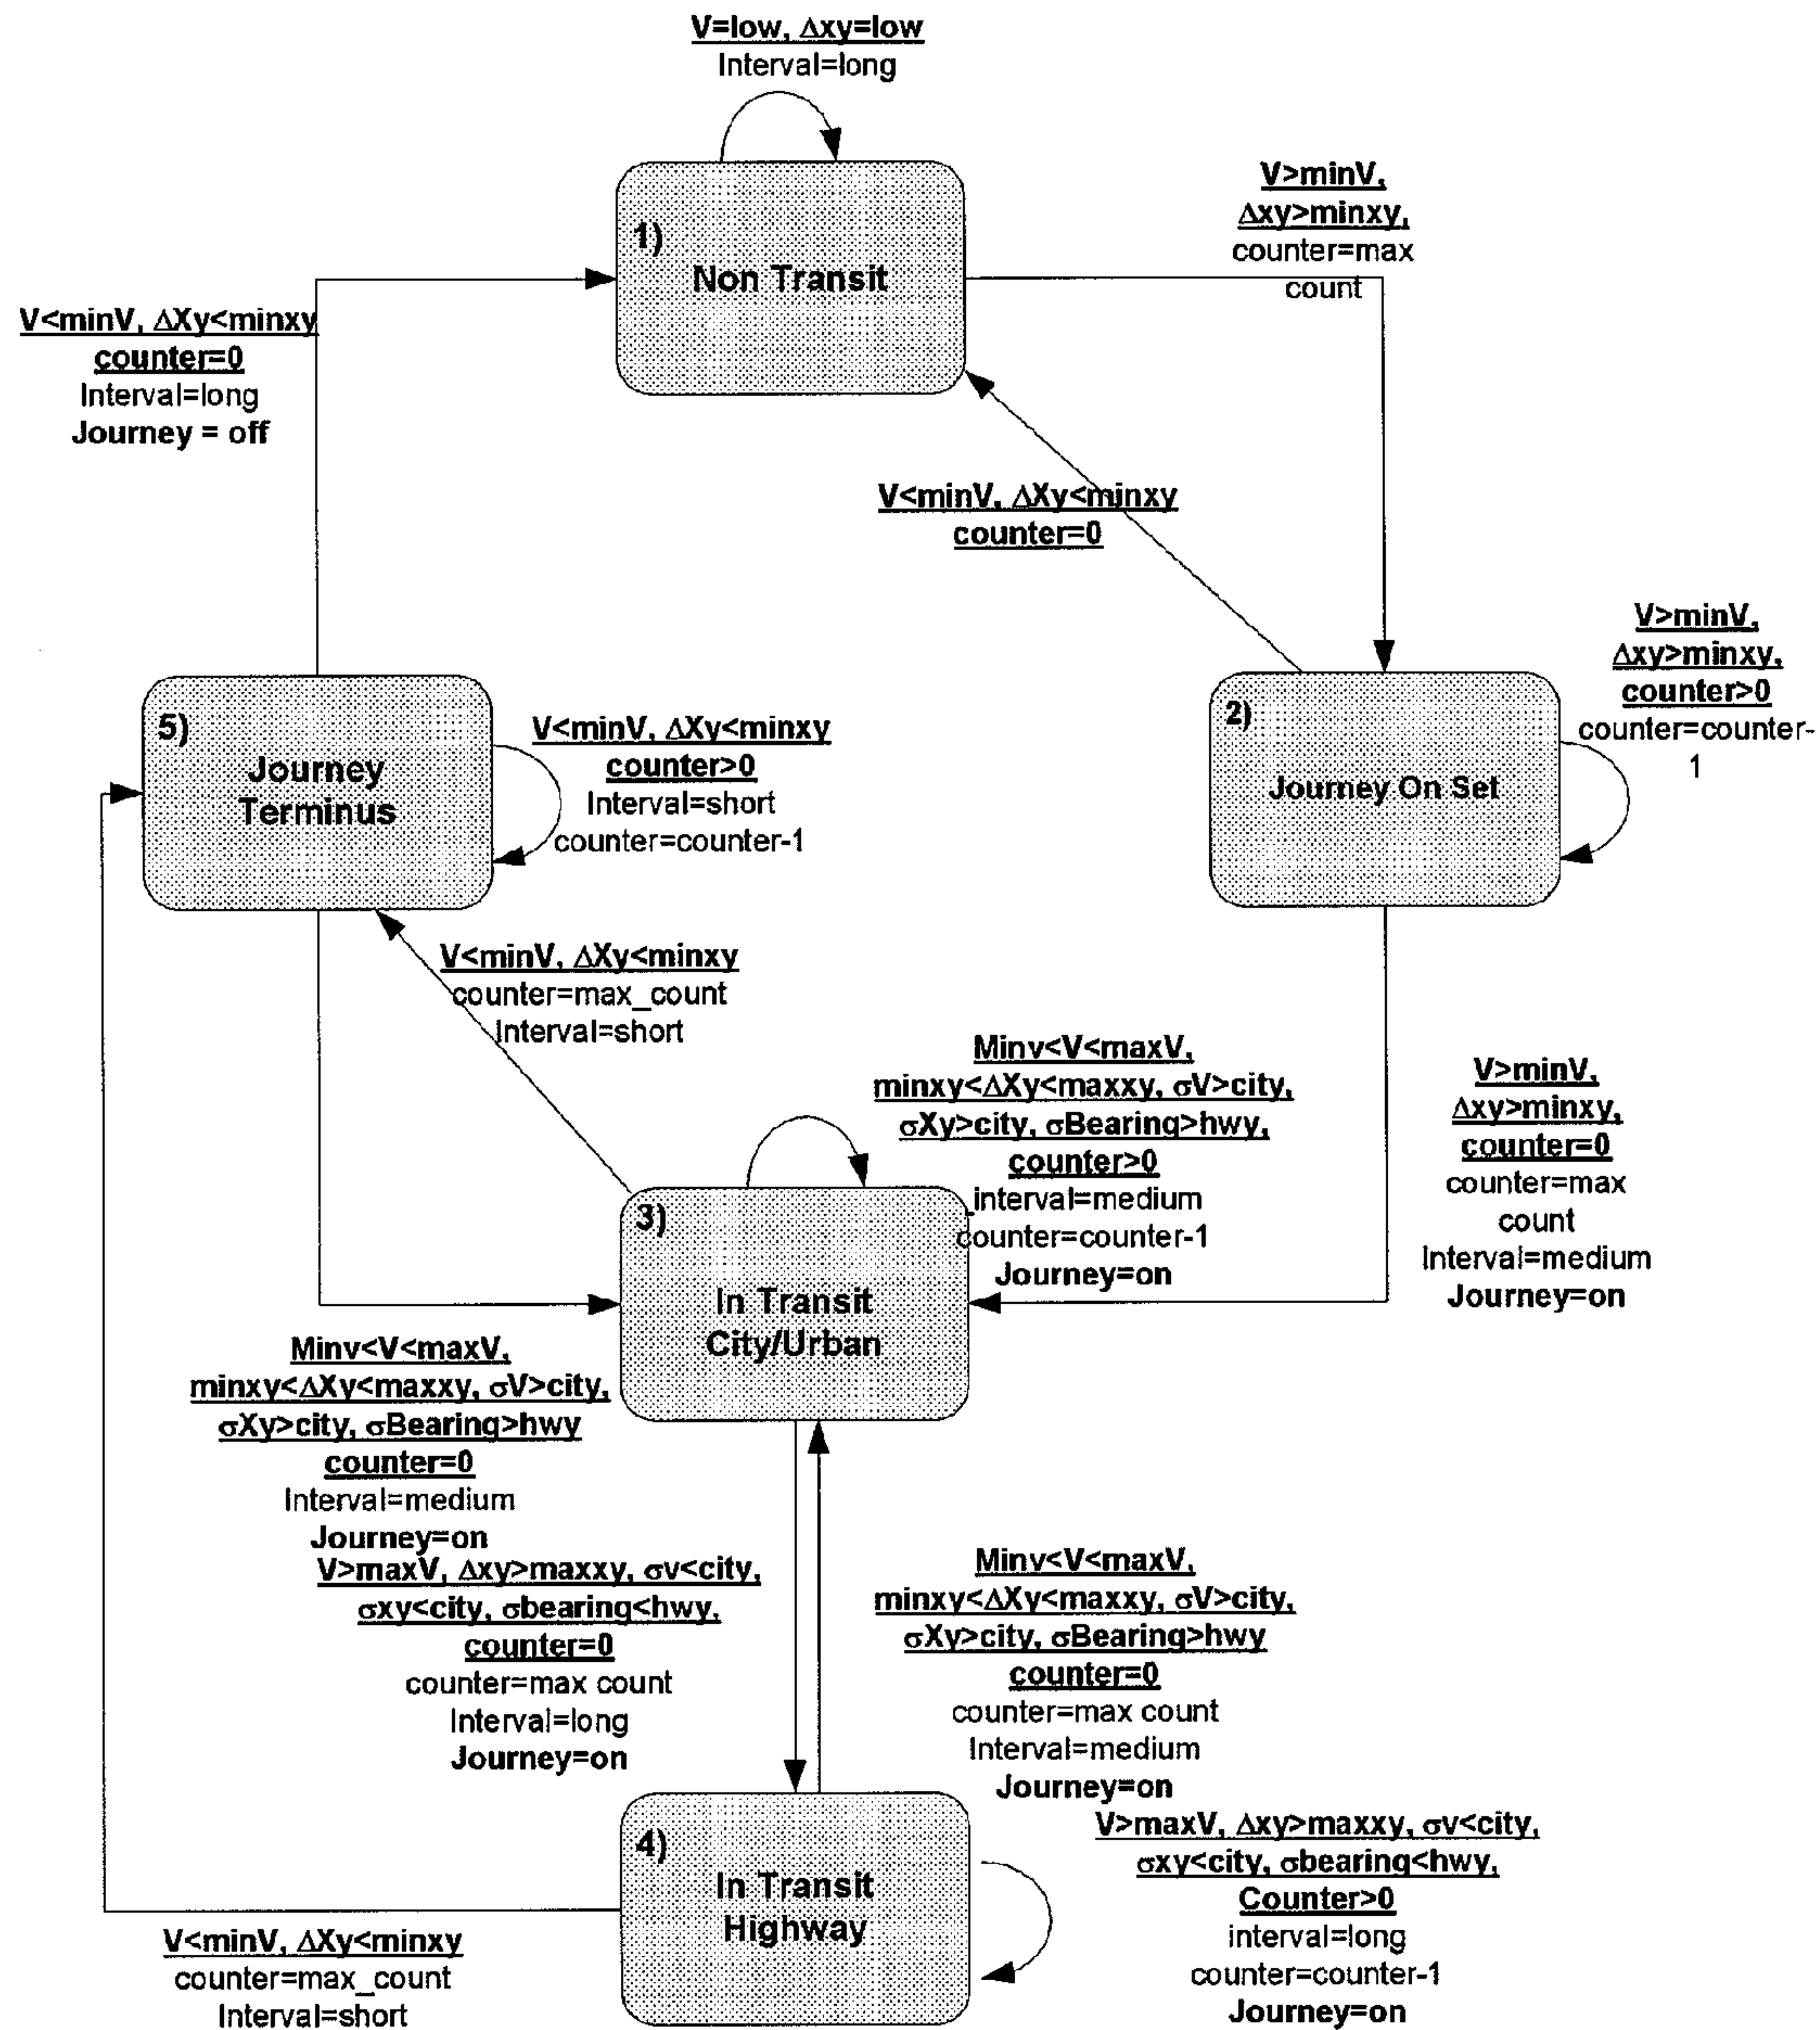 V=low, Δxy=low
Interval=long
1)
Non Transit
V>minV,
Δxy>minxy,
counter=max
count
V<minV, ΔXy<minxy
counter=0
Interval=long
Journey = off
V<minV, ΔXy<minxy
counter=0
V>minV,
Δxy>minxy,
counter>0
counter=counter-
1
2)
Journey On Set
5)
Journey
Terminus
V<minV, ΔXy<minxy
counter>0
Interval=short
counter=counter-1
V<minV, ΔXy<minxy
counter=max_count
Interval=short
Minv<V<maxV,
minxy<ΔXy<maxxy, σV>city,
σXy>city, σBearing>hwy,
counter>0
interval=medium
counter=counter-1
Journey=on
V>minV,
Δxy>minxy,
counter=0
counter=max
count
Interval=medium
Journey=on
3)
In Transit
City/Urban
Minv<V<maxV,
minxy<ΔXy<maxxy, σV>city,
σXy>city, σBearing>hwy
counter=0
Interval=medium
Journey=on
V>maxV, Δxy>maxxy, σv<city,
σxy<city, σbearing<hwy,
counter=0
counter=max count
Interval=long
Journey=on
Minv<V<maxV,
minxy<ΔXy<maxxy, σV>city,
σXy>city, σBearing>hwy
counter=0
counter=max count
Interval=medium
Journey=on
4)
In Transit
Highway
V>maxV, Δxy>maxxy, σv<city,
σxy<city, σbearing<hwy,
Counter>0
interval=long
counter=counter-1
Journey=on
V<minV, ΔXy<minxy
counter=max_count
Interval=short